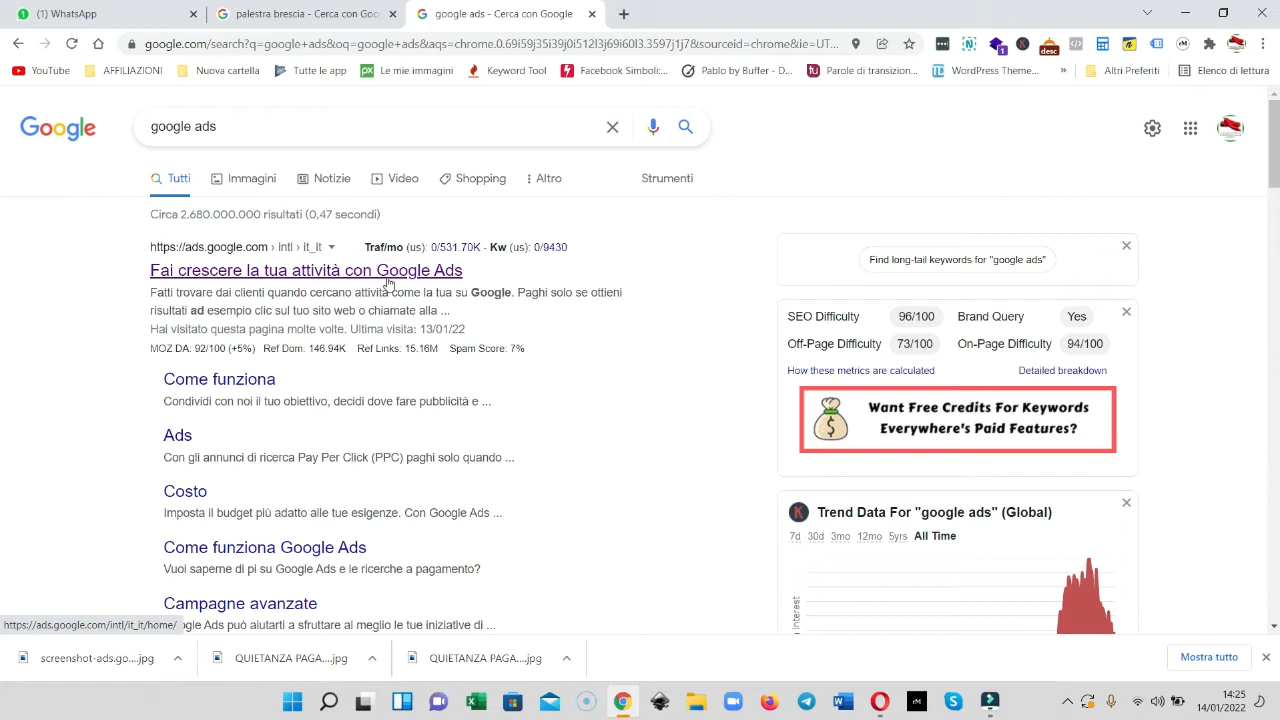 (1) WhatsApp
palestra brescia - Cerca con Google
google ads - Cerca con Google
google.com/search?q=google+ads&oq=google+ads&aqs=chrome.0.69i59j35i39j0i512l3j69i60l3.3597j1j7&sourceid=chrome&ie=UT...
1
desc
rM
YouTube
AFFILIAZIONI
Nuova cartella
Tutte le app
px Le mie immagini
Keyword Tool
Facebook Simboli:...
Pablo by Buffer - D...
tu Parole di transizion...
TD WordPress Theme...
»
Altri Preferiti
Elenco di lettura
Google
google ads
Tutti
Immagini
Notizie
Video
Shopping
Altro
Strumenti
Circa 2.680.000.000 risultati (0,47 secondi)
https://ads.google.com › intl › it_it
Traf/mo (us): 0/531.70K - Kw (us): 0/9430
Fai crescere la tua attività con Google Ads
Fatti trovare dai clienti quando cercano attività come la tua su Google. Paghi solo se ottieni
risultati ad esempio clic sul tuo sito web o chiamate alla ...
Hai visitato questa pagina molte volte. Ultima visita: 13/01/22
MOZ DA: 92/100 (+5%) Ref Dom: 146.94K Ref Links: 15.16M Spam Score: 7%
Come funziona
Condividi con noi il tuo obiettivo, decidi dove fare pubblicità e ...
Ads
Con gli annunci di ricerca Pay Per Click (PPC) paghi solo quando ...
Costo
Imposta il budget più adatto alle tue esigenze. Con Google Ads ...
Come funziona Google Ads
Vuoi saperne di pi su Google Ads e le ricerche a pagamento?
Campagne avanzate
gle Ads può aiutarti a sfruttare al meglio le tue iniziative di ...
https://ads.google.com/intl/it_it/home/
Find long-tail keywords for "google ads"
SEO Difficulty 96/100 Brand Query Yes
Off-Page Difficulty 73/100 On-Page Difficulty 94/100
How these metrics are calculated
Detailed breakdown
Want Free Credits For Keywords
Everywhere's Paid Features?
K
Trend Data For "google ads" (Global)
7d 30d 3mo 12mo 5yrs All Time
Interest
screenshot-ads.go....jpg
QUIETANZA PAGA....jpg
QUIETANZA PAGA....jpg
Mostra tutto
14:25
14/01/2022